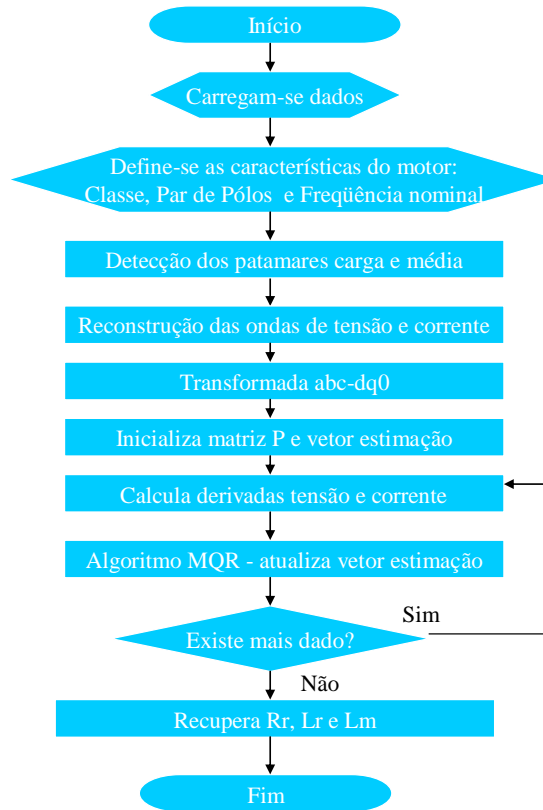 Início
Carregam-se dados
Define-se as características do motor:
Classe, Par de Pólos e Freqüência nominal
Detecção dos patamares carga e média
Reconstrução das ondas de tensão e corrente
Transformada abc-dq0
Inicializa matriz P e vetor estimação
Calcula derivadas tensão e corrente
Algoritmo MQR - atualiza vetor estimação
Sim
Existe mais dado?
Não
Recupera Rr, Lr e Lm
Fim